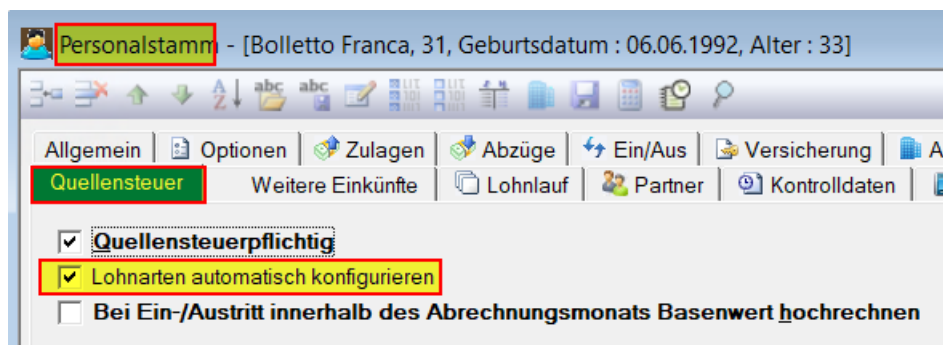 Personalstamm - [Bolletto Franca, 31, Geburtsdatum : 06.06.1992, Alter : 33]
Allgemein Optionen Zulagen Abzüge Ein/Aus Versicherung A
Quellensteuer Weitere Einkünfte Lohnlauf Partner Kontrolldaten
Quellensteuerpflichtig
Lohnarten automatisch konfigurieren
Bei Ein-/Austritt innerhalb des Abrechnungsmonats Basenwert hochrechnen